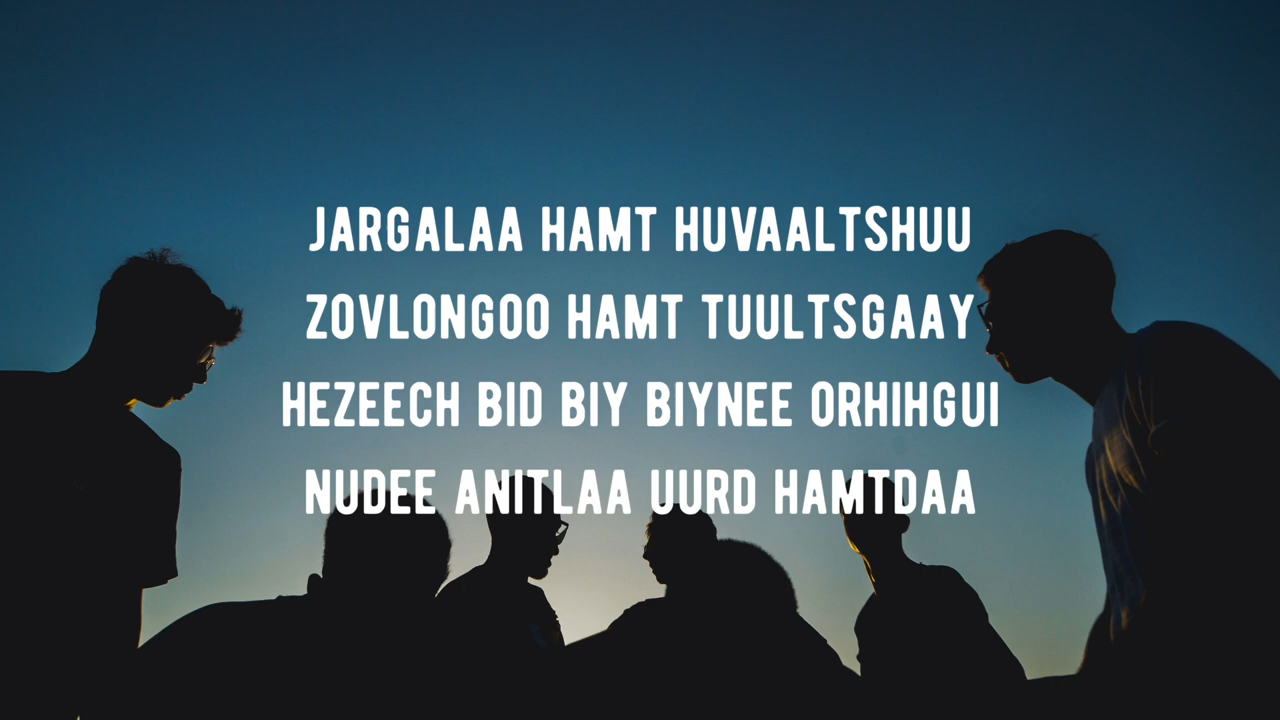 JARGALAA HAMT HUVAALTSHUU
ZOVLONGOO HAMT TUULTSGAAY
HEZEECH BID BIY BIYNEE ORHIHGUI
NUDEE ANITLAA UURD HAMTDAA